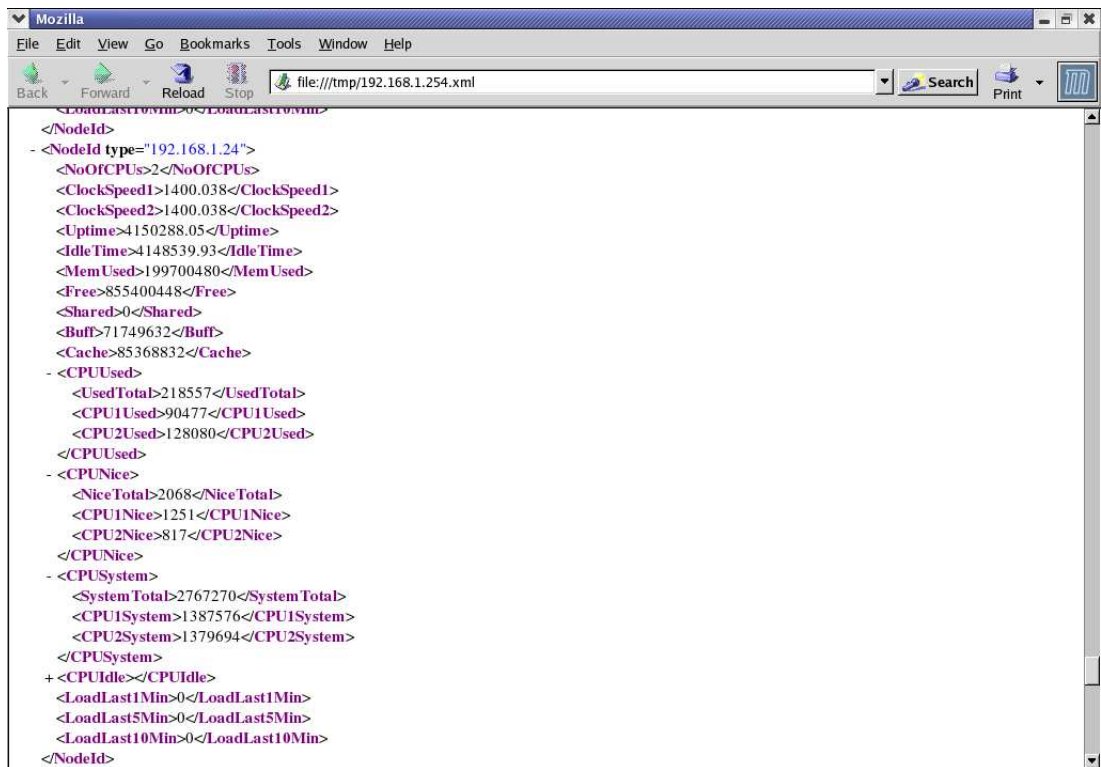 Mozilla
File Edit View Go Bookmarks Tools Window Help
Back Forward Reload Stop file:///tmp/192.168.1.254.xml Search Print
<LoadLast10Min>0</LoadLast10Min>
</NodeId>
- <NodeId type="192.168.1.24">
<NoOfCPUs>2</NoOfCPUs>
<ClockSpeed1>1400.038</ClockSpeed1>
<ClockSpeed2>1400.038</ClockSpeed2>
<Uptime>4150288.05</Uptime>
<IdleTime>4148539.93</IdleTime>
<MemUsed>199700480</MemUsed>
<Free>855400448</Free>
<Shared>0</Shared>
<Buff>71749632</Buff>
<Cache>85368832</Cache>
- <CPUUsed>
<UsedTotal>218557</UsedTotal>
<CPU1Used>90477</CPU1Used>
<CPU2Used>128080</CPU2Used>
</CPUUsed>
- <CPUNice>
<NiceTotal>2068</NiceTotal>
<CPU1Nice>1251</CPU1Nice>
<CPU2Nice>817</CPU2Nice>
</CPUNice>
- <CPUSystem>
<SystemTotal>2767270</SystemTotal>
<CPU1System>1387576</CPU1System>
<CPU2System>1379694</CPU2System>
</CPUSystem>
+ <CPUIdle></CPUIdle>
<LoadLast1Min>0</LoadLast1Min>
<LoadLast5Min>0</LoadLast5Min>
<LoadLast10Min>0</LoadLast10Min>
</NodeId>